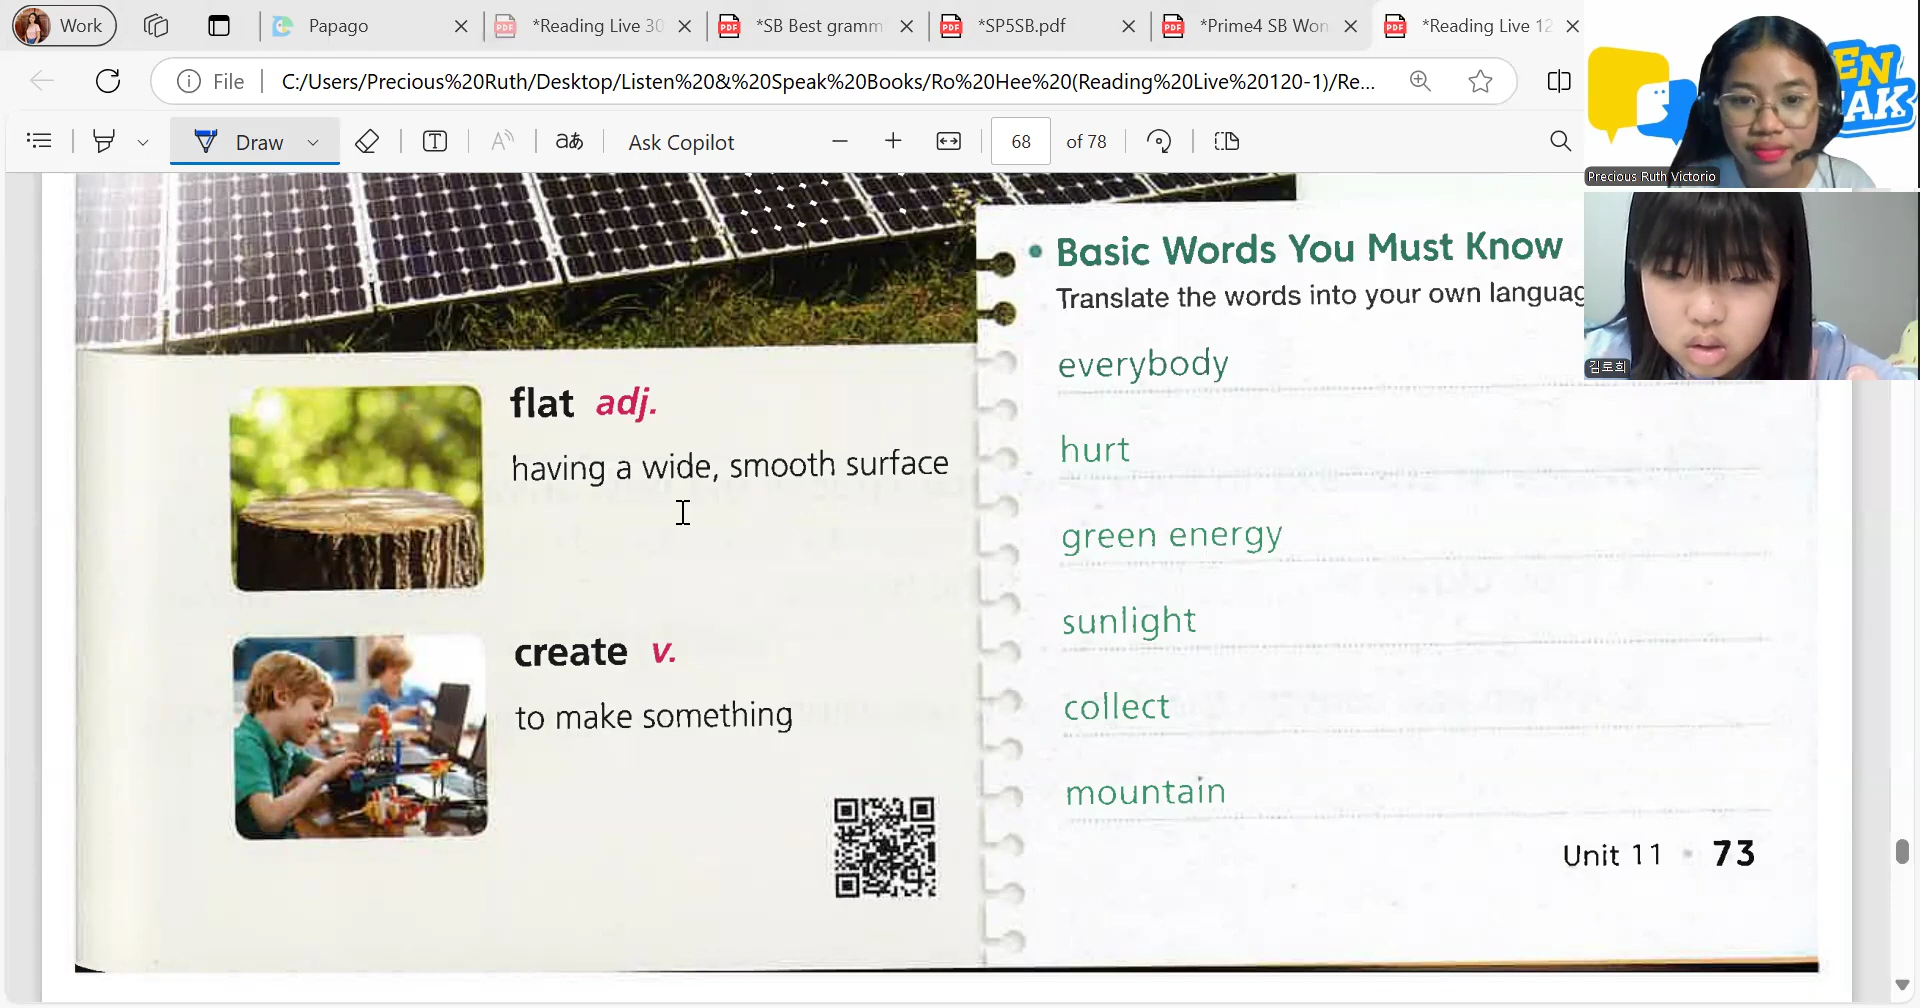 Work
Papago
*Reading Live 30
*SB Best gramm
*SP5SB.pdf
*Prime4 SB Won
*Reading Live 12
File
C:/Users/Precious%20Ruth/Desktop/Listen%20&%20Speak%20Books/Ro%20Hee%20(Reading%20Live%20120-1)/Re...
Draw
Ask Copilot
68 of 78
EN
EAK
Precious Ruth Victorio
김로희
flat adj.
having a wide, smooth surface
create v.
to make something
Basic Words You Must Know
Translate the words into your own languag
everybody
hurt
green energy
sunlight
collect
mountain
Unit 11 • 73